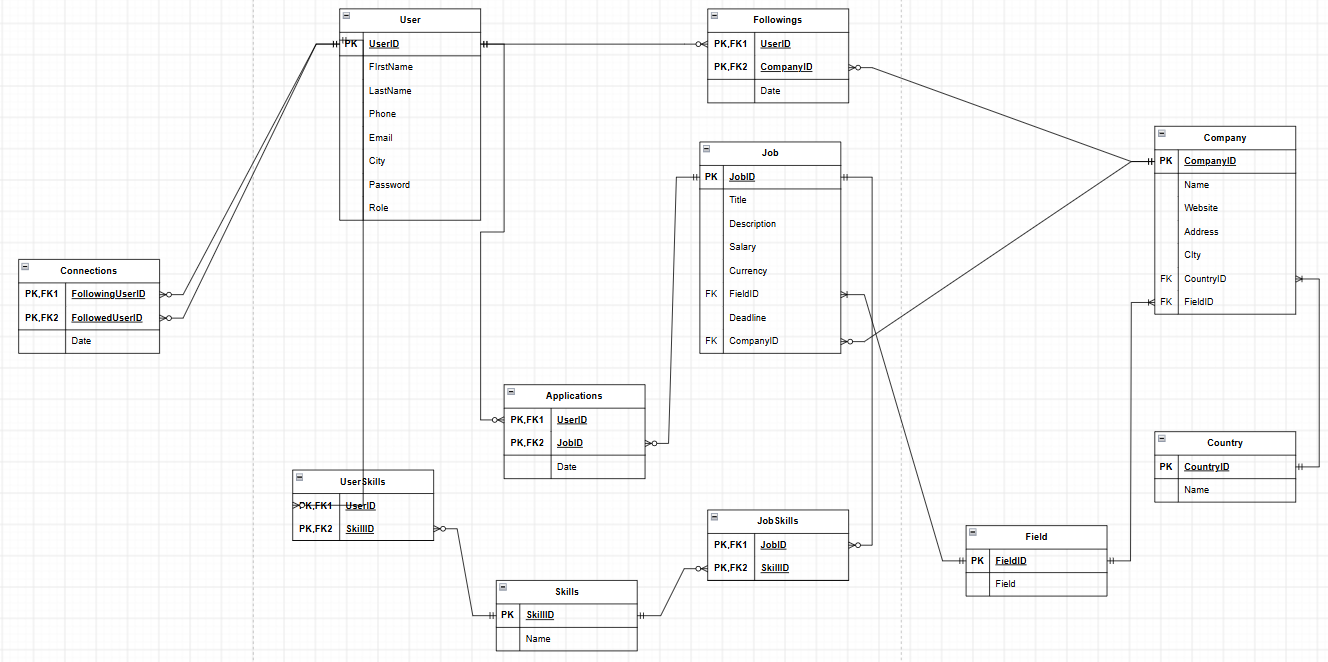 User
PK UserID
FIrstName
LastName
Phone
Email
City
Password
Role
Followings
PK,FK1 UserID
PK,FK2 CompanyID
Date
Job
PK JobID
Title
Description
Salary
Currency
FK FieldID
Deadline
FK CompanyID
Company
PK CompanyID
Name
Website
Address
CIty
FK CountryID
FK FieldID
Connections
PK,FK1 FollowingUserID
PK,FK2 FollowedUserID
Date
Applications
PK,FK1 UserID
PK,FK2 JobID
Date
Country
PK CountryID
Name
UserSkills
PK,FK1 UserID
PK,FK2 SkillID
JobSkills
PK,FK1 JobID
PK,FK2 SkillID
Field
PK FieldID
Field
Skills
PK SkillID
Name